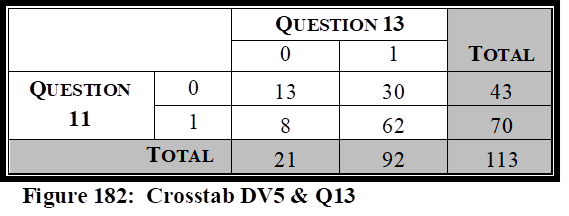 QUESTION 13
0 1 TOTAL
QUESTION 11 0 13 30 43
1 8 62 70
TOTAL 21 92 113
Figure 182: Crosstab DV5 & Q13